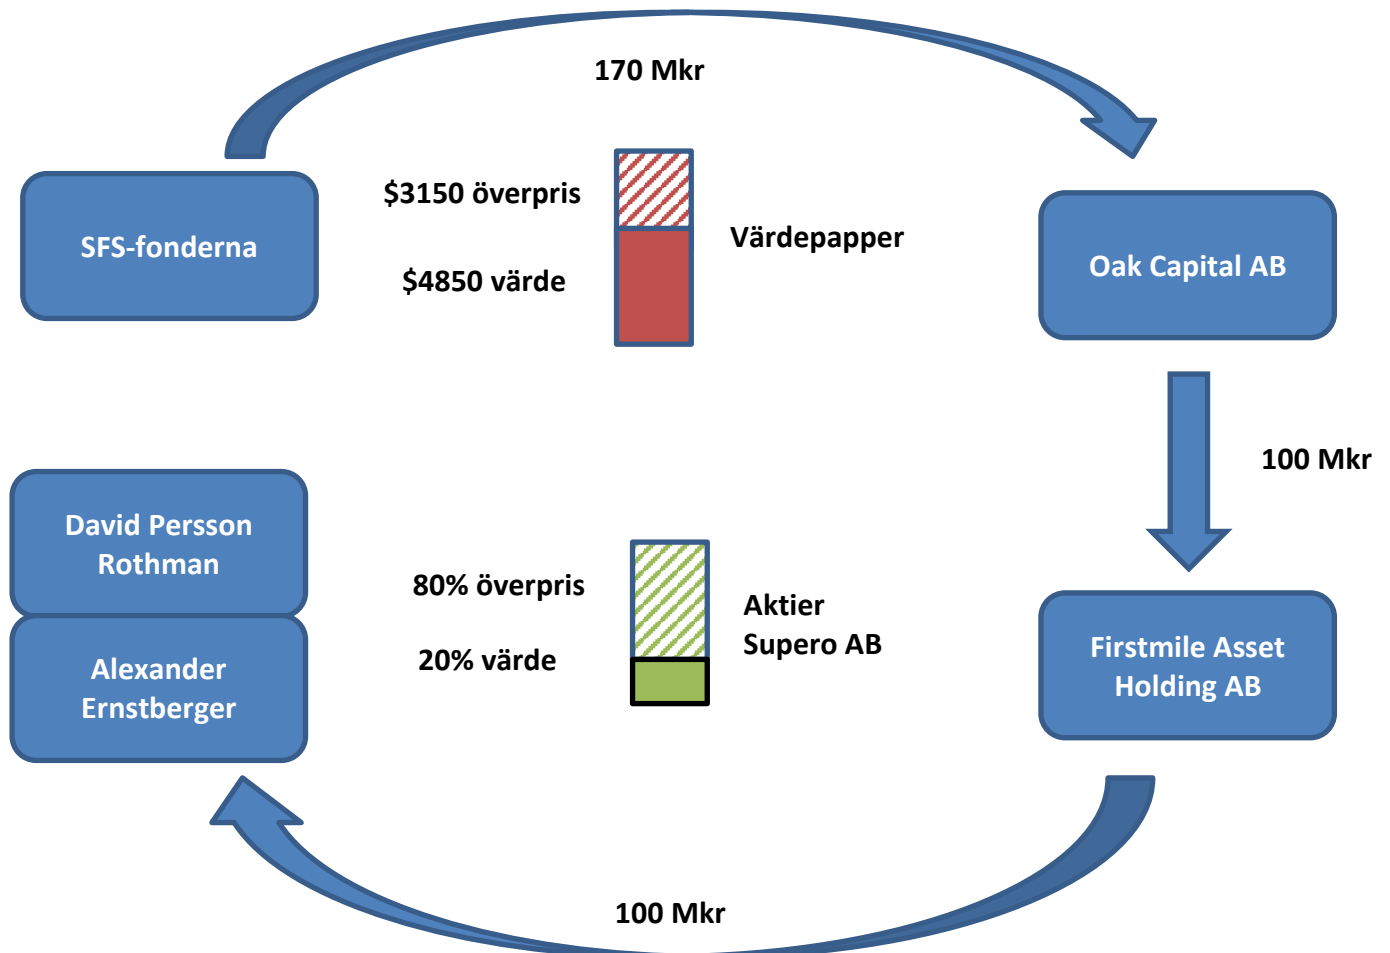 170 Mkr
SFS-fonderna
$3150 överpris
$4850 värde
Värdepapper
Oak Capital AB
100 Mkr
David Persson
Rothman
Alexander
Ernstberger
80% överpris
20% värde
Aktier
Supero AB
Firstmile Asset
Holding AB
100 Mkr